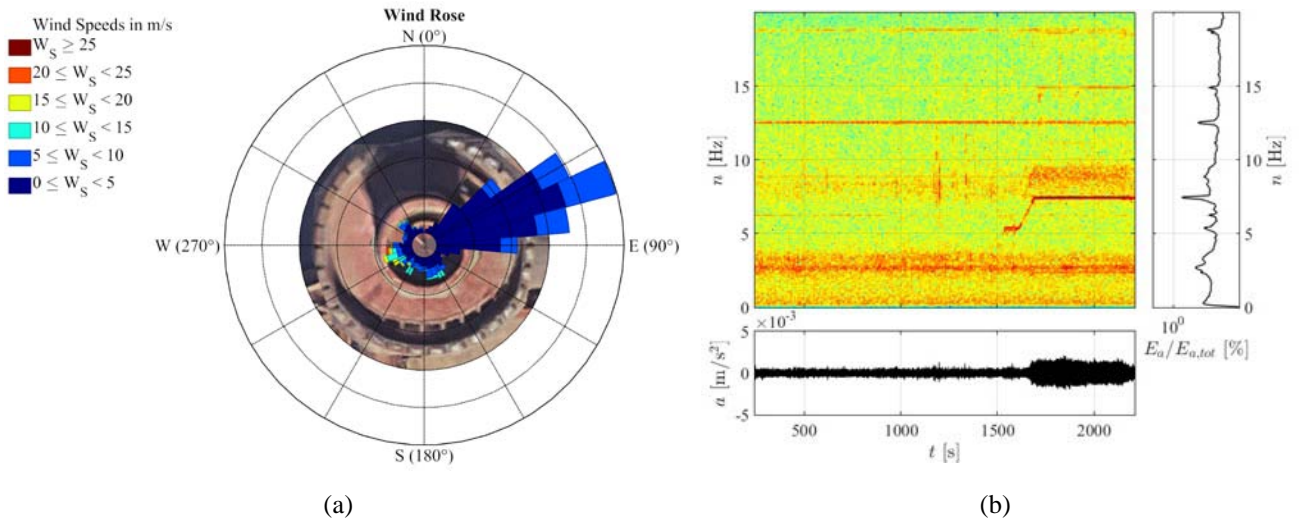 Wind Speeds in m/s
W_S ≥ 25
20 ≤ W_S < 25
15 ≤ W_S < 20
10 ≤ W_S < 15
5 ≤ W_S < 10
0 ≤ W_S < 5
Wind Rose
N (0°)
W (270°)
E (90°)
S (180°)
(a)
15
10
5
0
n [Hz]
15
10
5
0
n [Hz]
10^0
E_a/E_{a,tot} [%]
×10^-3
5
0
-5
a [m/s²]
500
1000
1500
2000
t [s]
(b)